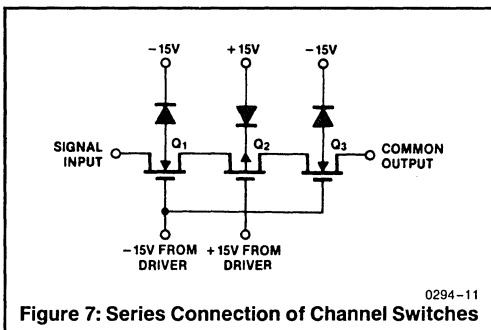 −15V +15V −15V
SIGNAL INPUT
Q1 Q2 Q3
COMMON OUTPUT
−15V FROM DRIVER
+15V FROM DRIVER
0294–11
Figure 7: Series Connection of Channel Switches